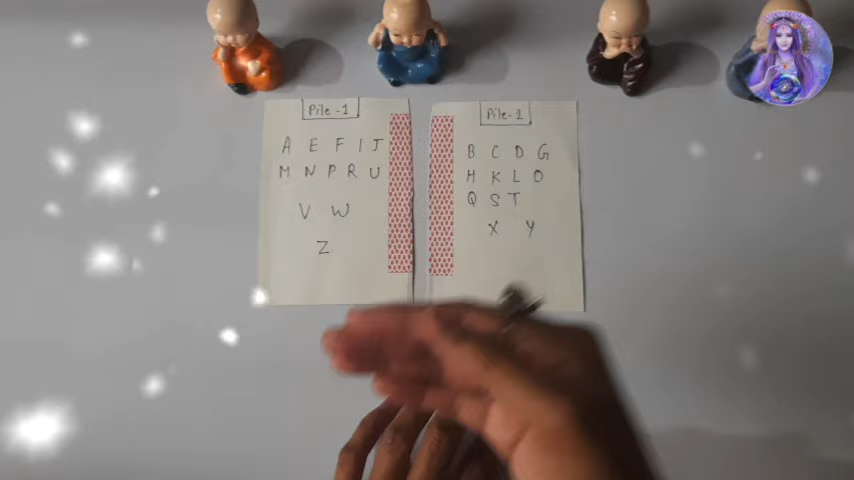 Pile-1
A E F I J
M N P R U
V W
Z
Pile-2
B C D G
H K L O
Q S T
X Y